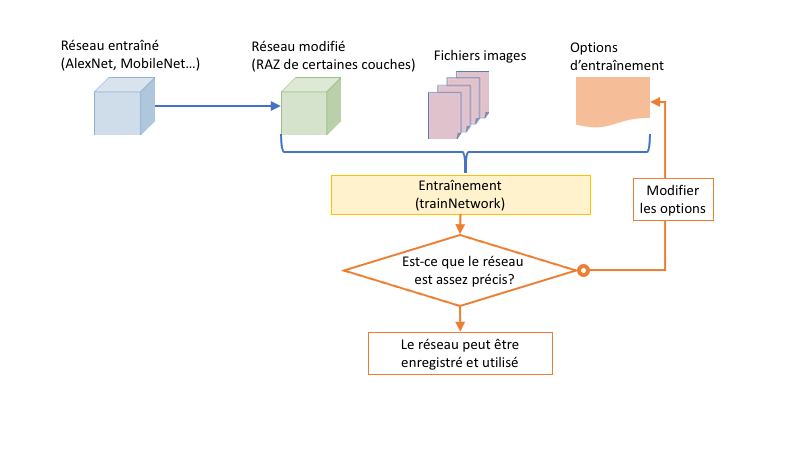 Réseau entraîné
(AlexNet, MobileNet…)
Réseau modifié
(RAZ de certaines couches)
Fichiers images
Options
d’entraînement
Entraînement
(trainNetwork)
Modifier
les options
Est-ce que le réseau
est assez précis?
Le réseau peut être
enregistré et utilisé